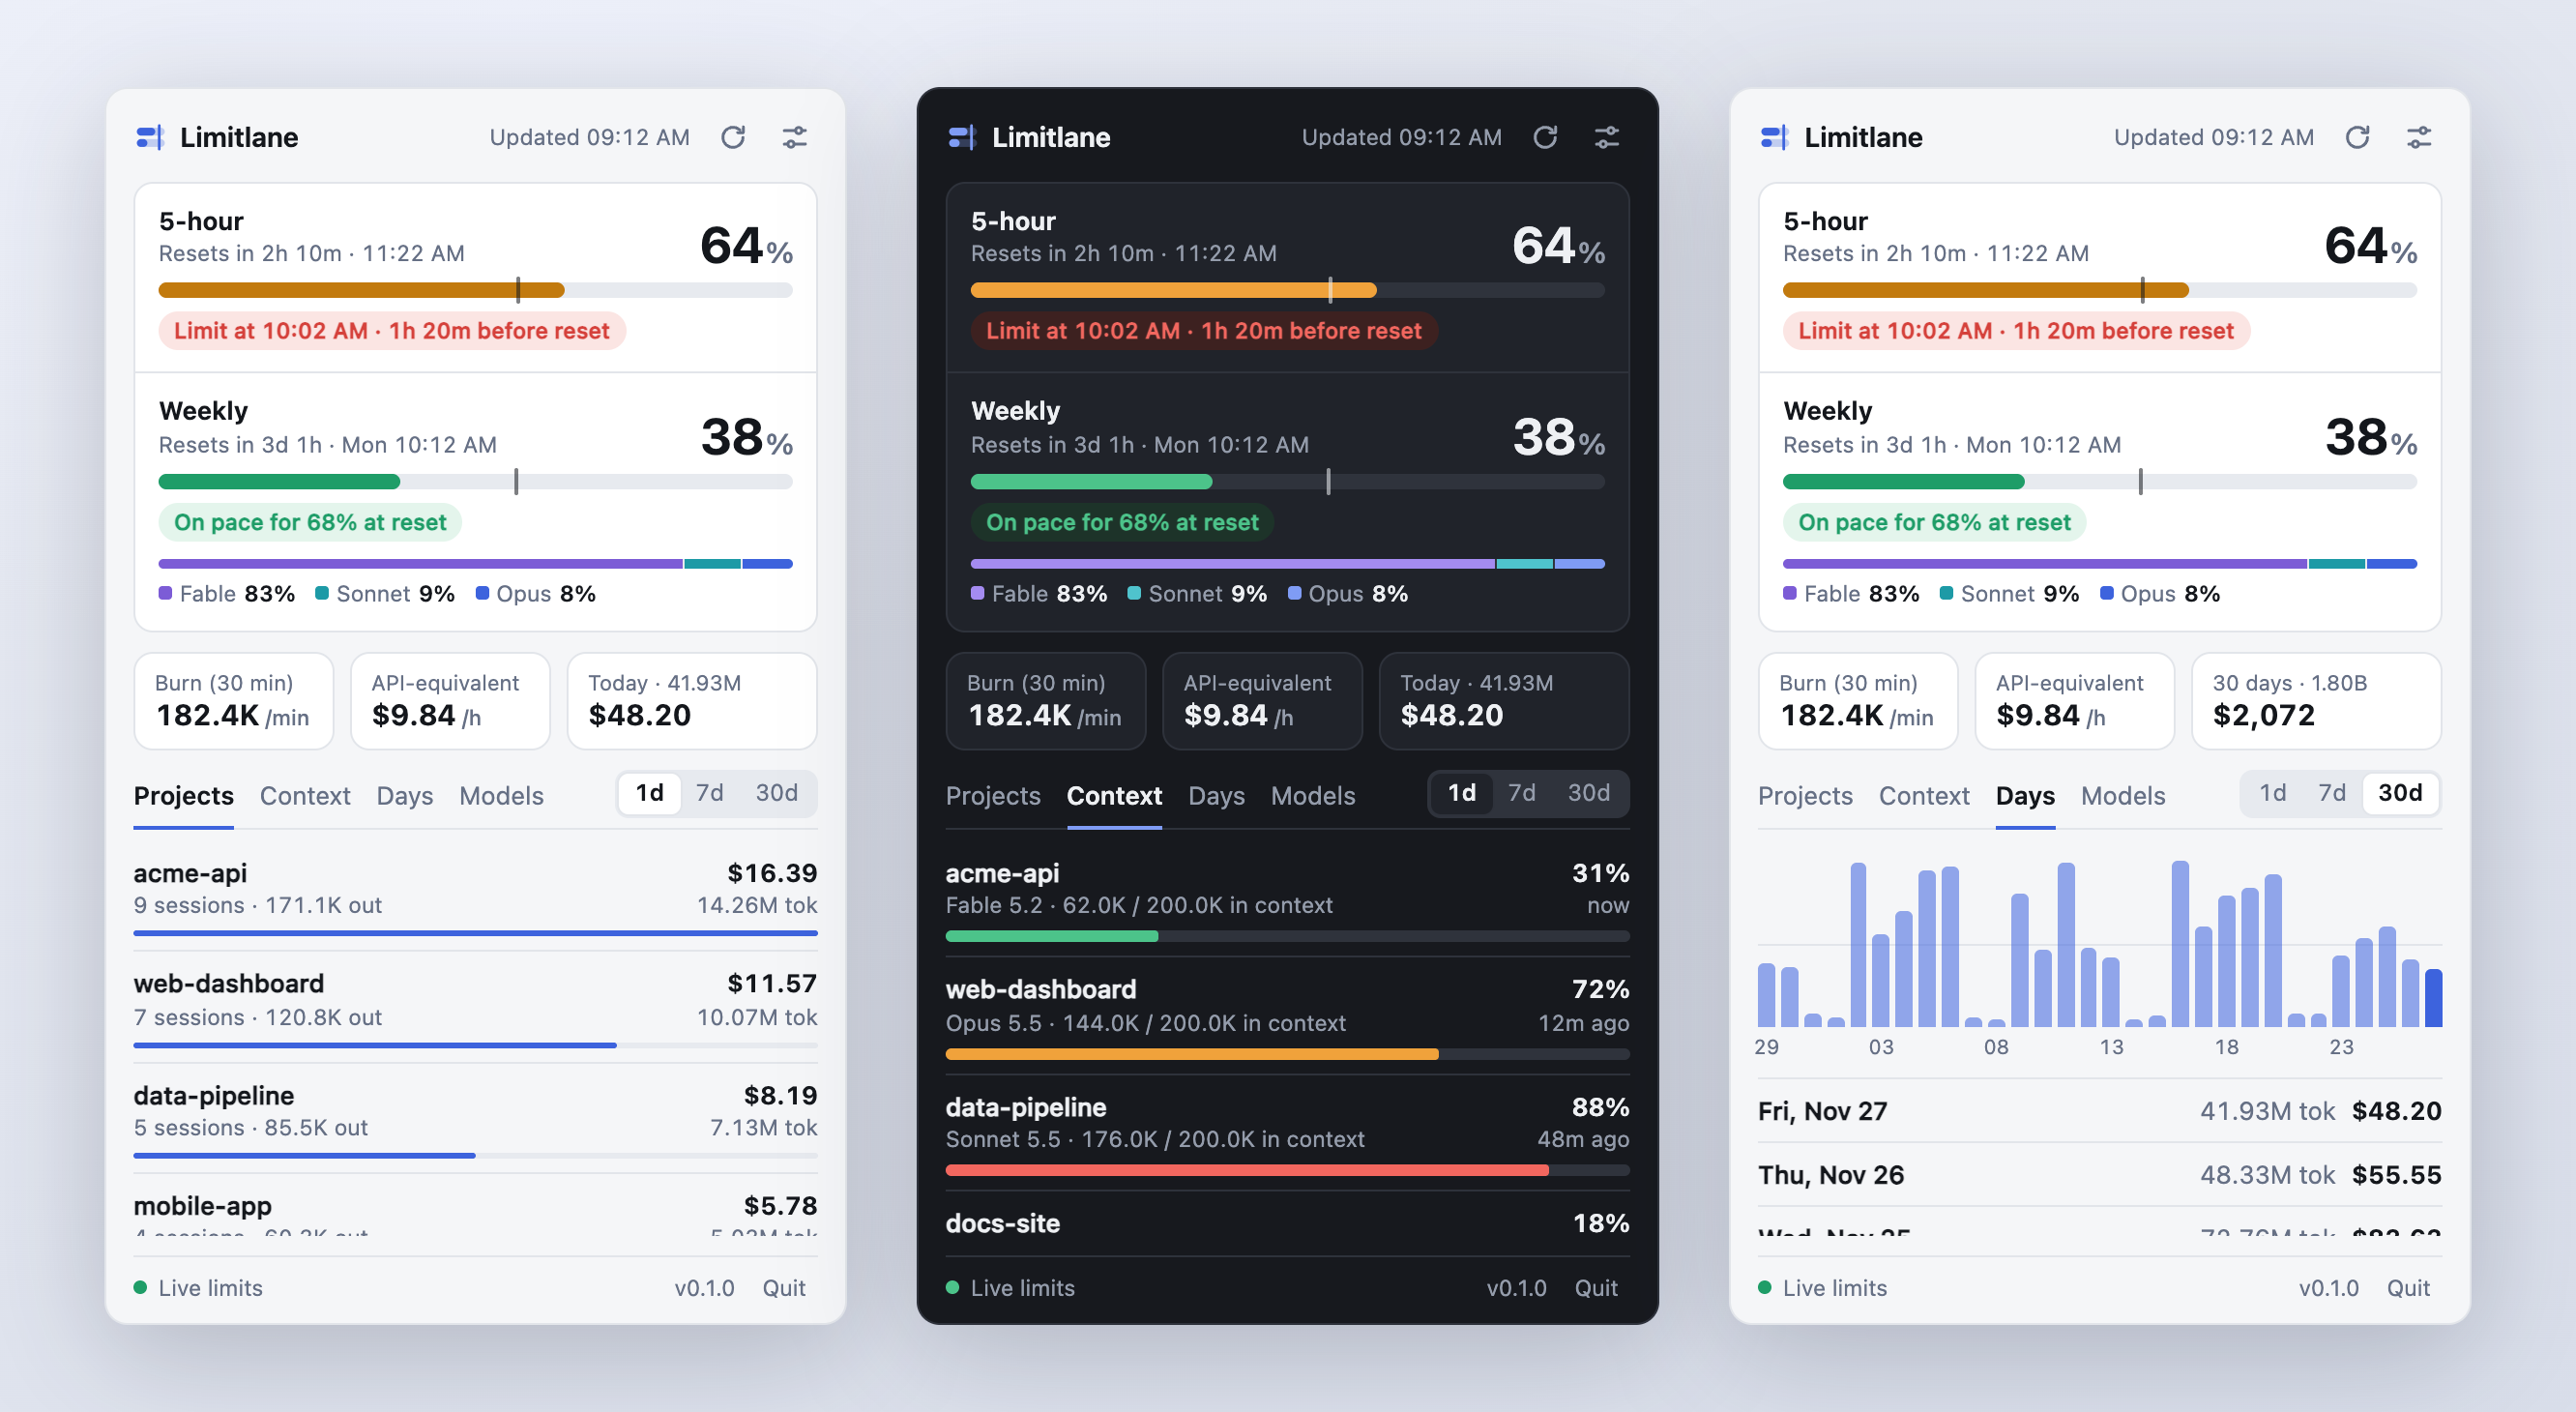 Limitlane Updated 09:12 AM
5-hour
Resets in 2h 10m · 11:22 AM 64%
Limit at 10:02 AM · 1h 20m before reset
Weekly
Resets in 3d 1h · Mon 10:12 AM 38%
On pace for 68% at reset
Fable 83% Sonnet 9% Opus 8%
Burn (30 min) API-equivalent Today · 41.93M
182.4K /min $9.84 /h $48.20
Projects Context Days Models 1d 7d 30d
acme-api $16.39
9 sessions · 171.1K out 14.26M tok
web-dashboard $11.57
7 sessions · 120.8K out 10.07M tok
data-pipeline $8.19
5 sessions · 85.5K out 7.13M tok
mobile-app $5.78
Live limits v0.1.0 Quit
Limitlane Updated 09:12 AM
5-hour
Resets in 2h 10m · 11:22 AM 64%
Limit at 10:02 AM · 1h 20m before reset
Weekly
Resets in 3d 1h · Mon 10:12 AM 38%
On pace for 68% at reset
Fable 83% Sonnet 9% Opus 8%
Burn (30 min) API-equivalent Today · 41.93M
182.4K /min $9.84 /h $48.20
Projects Context Days Models 1d 7d 30d
acme-api 31%
Fable 5.2 · 62.0K / 200.0K in context now
web-dashboard 72%
Opus 5.5 · 144.0K / 200.0K in context 12m ago
data-pipeline 88%
Sonnet 5.5 · 176.0K / 200.0K in context 48m ago
docs-site 18%
Live limits v0.1.0 Quit
Limitlane Updated 09:12 AM
5-hour
Resets in 2h 10m · 11:22 AM 64%
Limit at 10:02 AM · 1h 20m before reset
Weekly
Resets in 3d 1h · Mon 10:12 AM 38%
On pace for 68% at reset
Fable 83% Sonnet 9% Opus 8%
Burn (30 min) API-equivalent 30 days · 1.80B
182.4K /min $9.84 /h $2,072
Projects Context Days Models 1d 7d 30d
29 03 08 13 18 23
Fri, Nov 27 41.93M tok $48.20
Thu, Nov 26 48.33M tok $55.55
Live limits v0.1.0 Quit